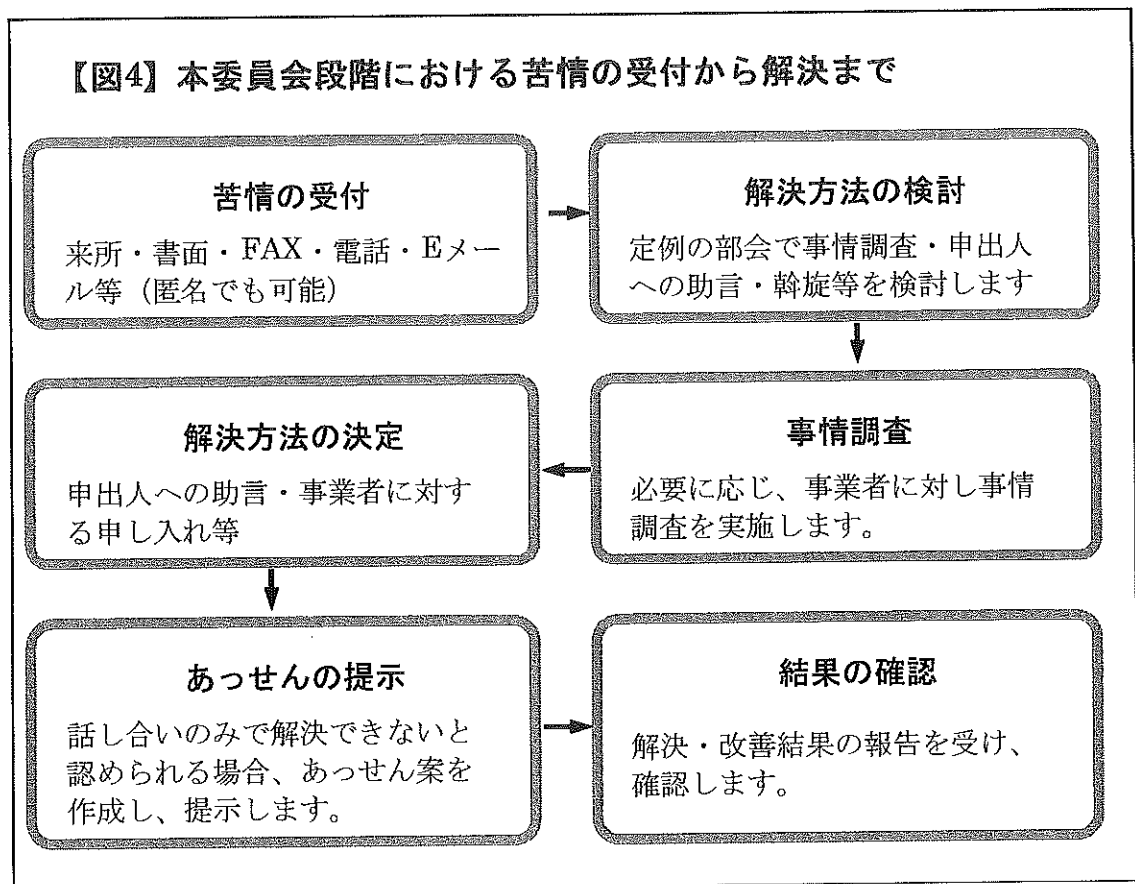 【図4】本委員会段階における苦情の受付から解決まで
苦情の受付
来所・書面・FAX・電話・Eメー
ル等（匿名でも可能）
解決方法の検討
定例の部会で事情調査・申出人
への助言・斡旋等を検討します
事情調査
必要に応じ、事業者に対し事情
調査を実施します。
解決方法の決定
申出人への助言・事業者に対す
る申し入れ等
あっせんの提示
話し合いのみで解決できないと
認められる場合、あっせん案を
作成し、提示します。
結果の確認
解決・改善結果の報告を受け、
確認します。